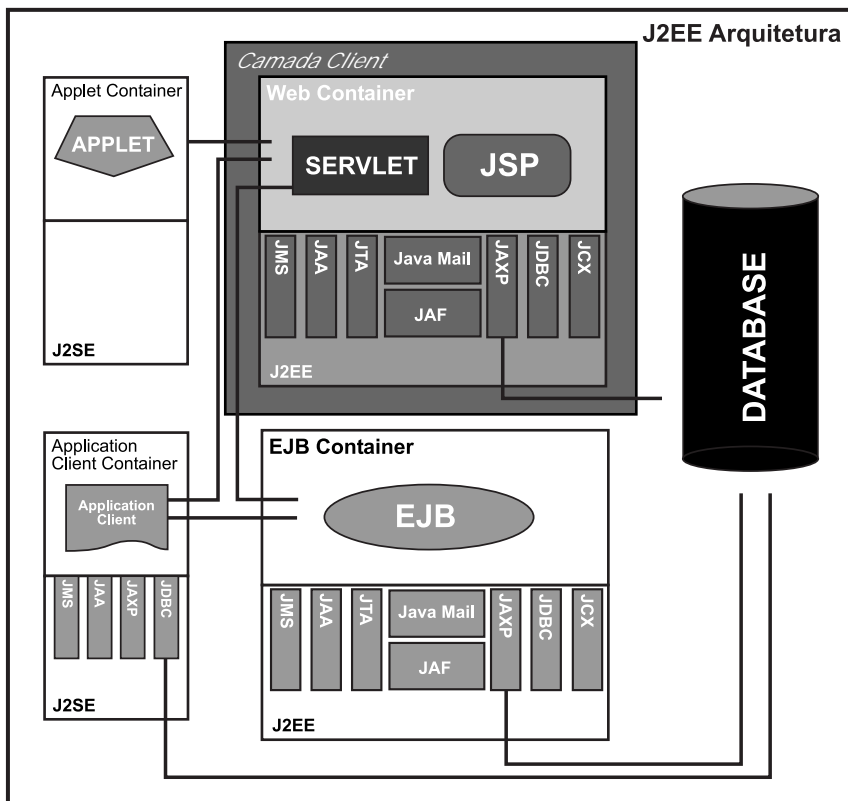 J2EE Arquitetura
Camada Client
Applet Container
APPLET
J2SE
Web Container
SERVLET
JSP
JMS
JAA
JTA
Java Mail
JAF
JAXP
JDBC
JCX
J2EE
DATABASE
Application
Client Container
Application
Client
JMS
JAA
JAXP
JDBC
J2SE
EJB Container
EJB
JMS
JAA
JTA
Java Mail
JAF
JAXP
JDBC
JCX
J2EE